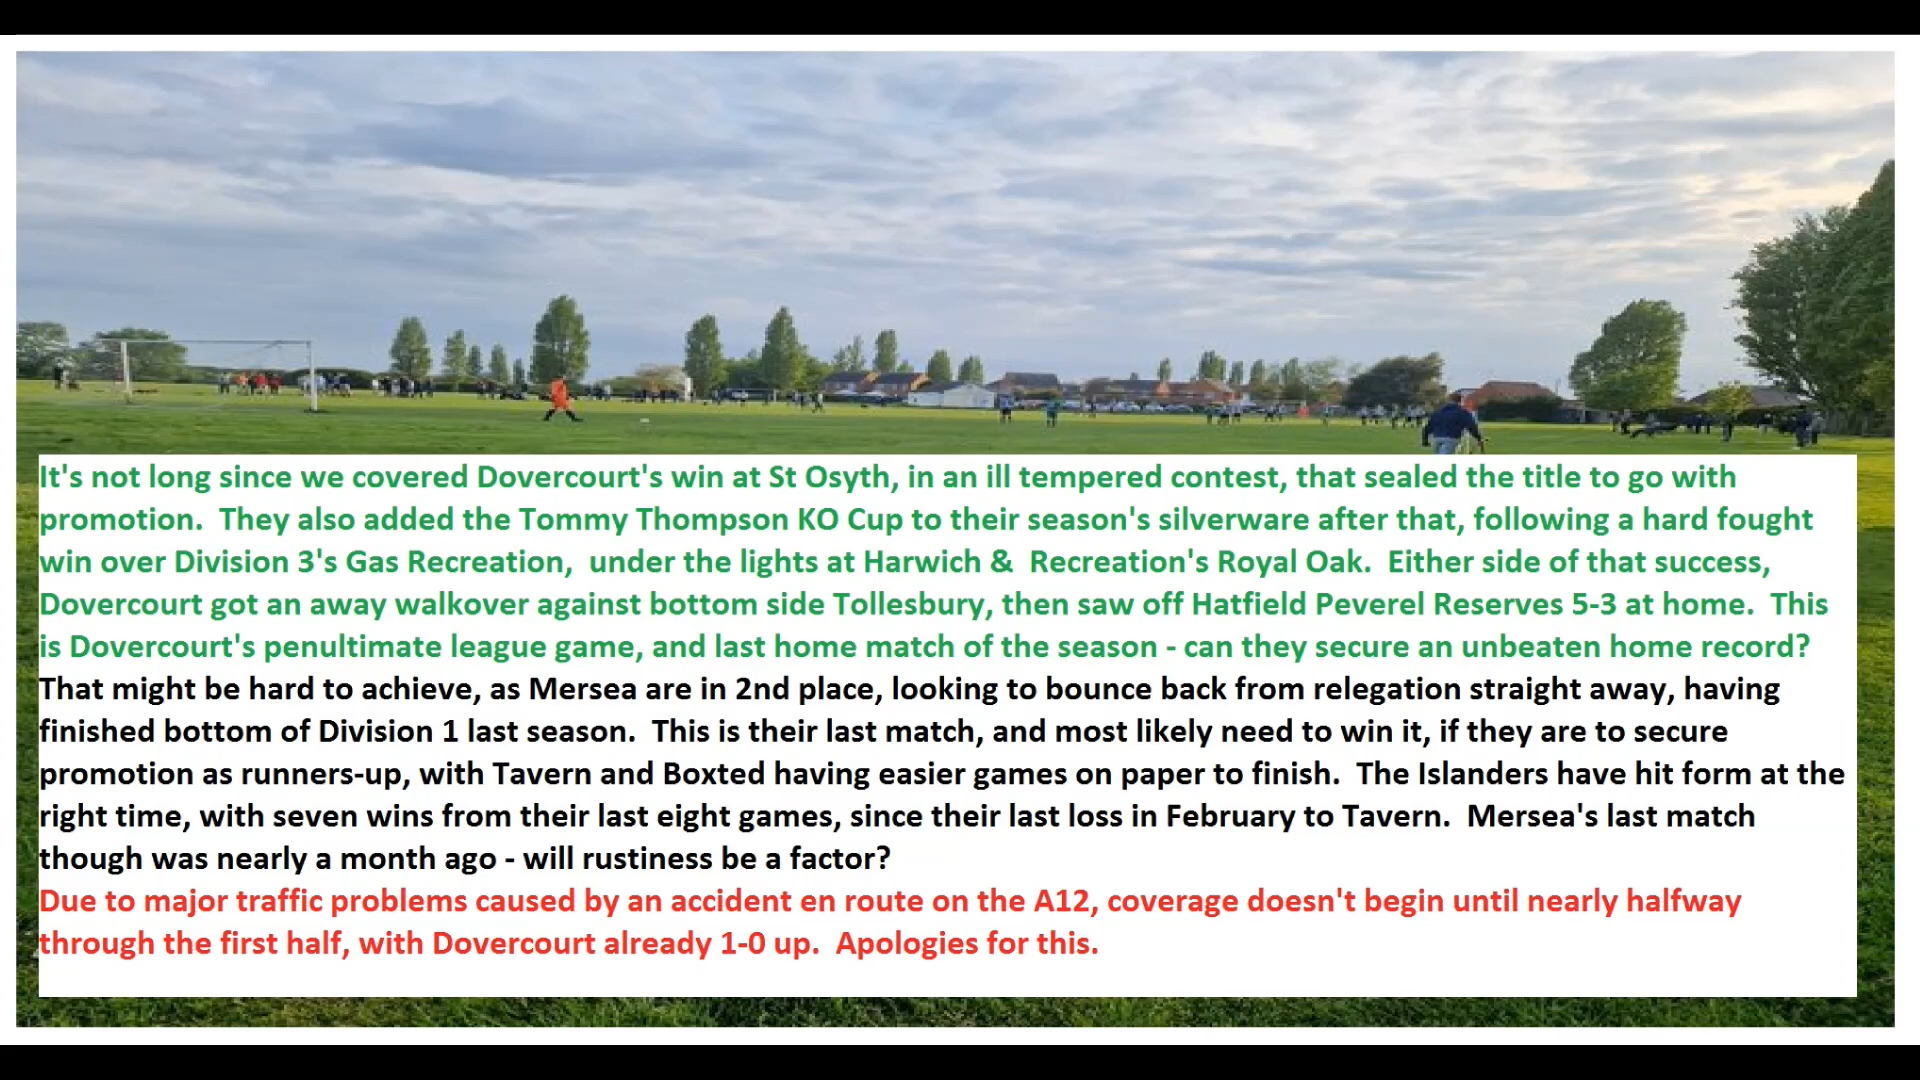 It's not long since we covered Dovercourt's win at St Osyth, in an ill tempered contest, that sealed the title to go with
promotion.  They also added the Tommy Thompson KO Cup to their season's silverware after that, following a hard fought
win over Division 3's Gas Recreation,  under the lights at Harwich &  Recreation's Royal Oak.  Either side of that success,
Dovercourt got an away walkover against bottom side Tollesbury, then saw off Hatfield Peverel Reserves 5-3 at home.  This
is Dovercourt's penultimate league game, and last home match of the season - can they secure an unbeaten home record?
That might be hard to achieve, as Mersea are in 2nd place, looking to bounce back from relegation straight away, having
finished bottom of Division 1 last season.  This is their last match, and most likely need to win it, if they are to secure
promotion as runners-up, with Tavern and Boxted having easier games on paper to finish.  The Islanders have hit form at the
right time, with seven wins from their last eight games, since their last loss in February to Tavern.  Mersea's last match
though was nearly a month ago - will rustiness be a factor?
Due to major traffic problems caused by an accident en route on the A12, coverage doesn't begin until nearly halfway
through the first half, with Dovercourt already 1-0 up.  Apologies for this.